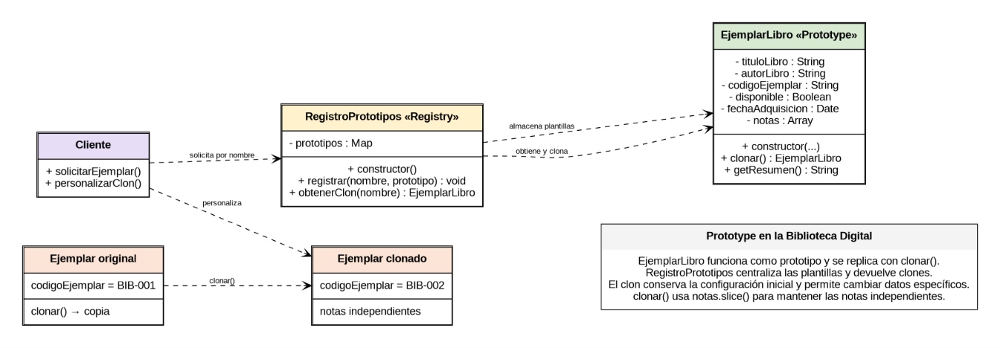 EjemplarLibro «Prototype»
- tituloLibro : String
- autorLibro : String
- codigoEjemplar : String
- disponible : Boolean
- fechaAdquisicion : Date
- notas : Array
+ constructor(...)
+ clonar() : EjemplarLibro
+ getResumen() : String
RegistroPrototipos «Registry»
- prototipos : Map
+ constructor()
+ registrar(nombre, prototipo) : void
+ obtenerClon(nombre) : EjemplarLibro
almacena plantillas
obtiene y clona
Cliente
+ solicitarEjemplar()
+ personalizarClon()
solicita por nombre
personaliza
Ejemplar original
codigoEjemplar = BIB-001
clonar() → copia
clonar()
Ejemplar clonado
codigoEjemplar = BIB-002
notas independientes
Prototype en la Biblioteca Digital
EjemplarLibro funciona como prototipo y se replica con clonar().
RegistroPrototipos centraliza las plantillas y devuelve clones.
El clon conserva la configuración inicial y permite cambiar datos específicos.
clonar() usa notas.slice() para mantener las notas independientes.